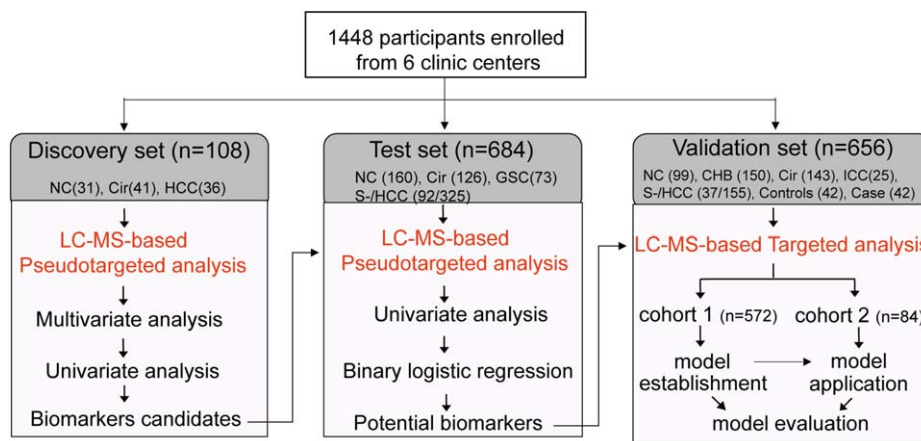 1448 participants enrolled
from 6 clinic centers
Discovery set (n=108)
NC(31), Cir(41), HCC(36)
LC-MS-based
Pseudotargeted analysis
Multivariate analysis
Univariate analysis
Biomarkers candidates
Test set (n=684)
NC (160), Cir (126), GSC(73)
S-/HCC (92/325)
LC-MS-based
Pseudotargeted analysis
Univariate analysis
Binary logistic regression
Potential biomarkers
Validation set (n=656)
NC (99), CHB (150), Cir (143), ICC(25),
S-/HCC (37/155), Controls (42), Case (42)
LC-MS-based Targeted analysis
cohort 1 (n=572)
cohort 2 (n=84)
model
establishment
model
application
model evaluation